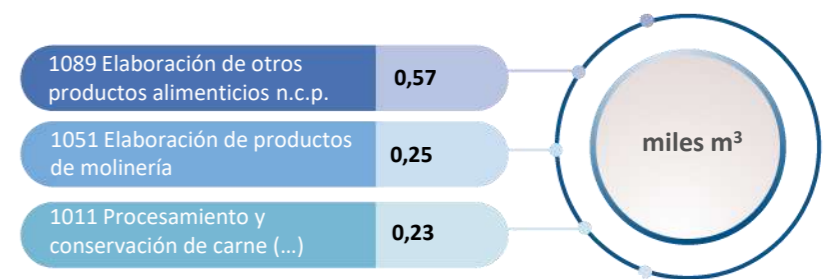 1089 Elaboración de otros
productos alimenticios n.c.p.
0,57
1051 Elaboración de productos
de molinería
0,25
1011 Procesamiento y
conservación de carne (...)
0,23
miles m³